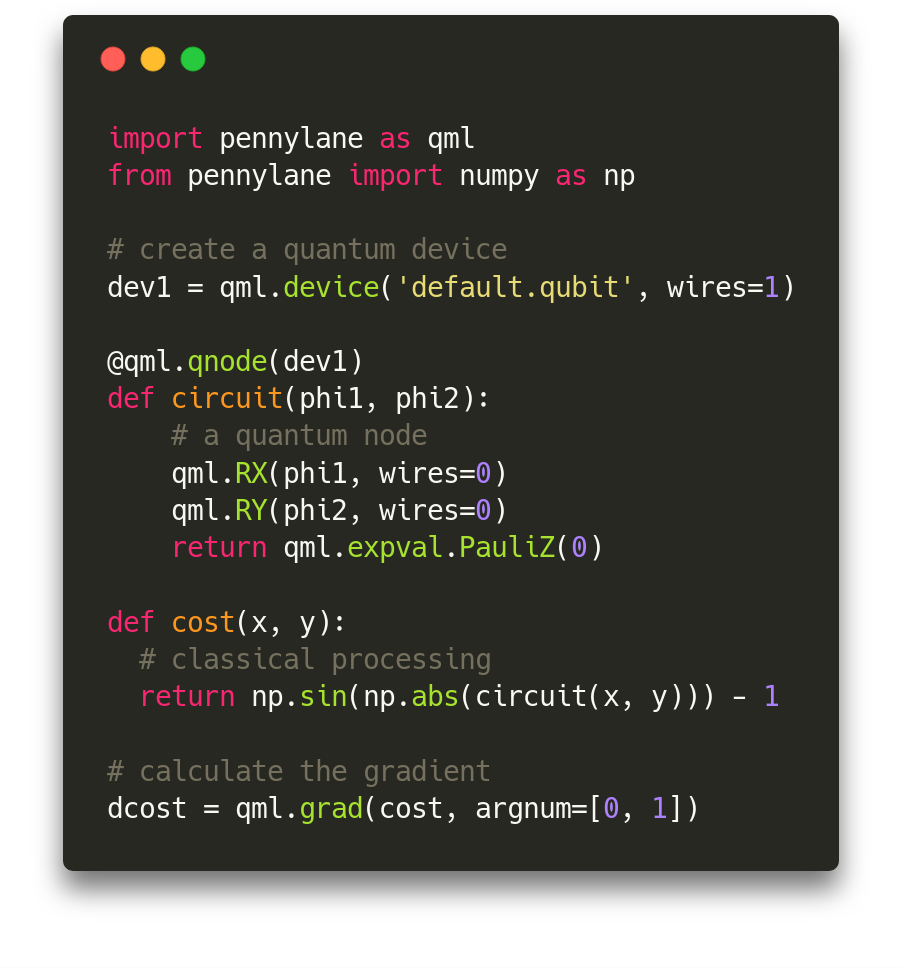 import pennylane as qml
from pennylane import numpy as np

# create a quantum device
dev1 = qml.device('default.qubit', wires=1)

@qml.qnode(dev1)
def circuit(phi1, phi2):
    # a quantum node
    qml.RX(phi1, wires=0)
    qml.RY(phi2, wires=0)
    return qml.expval.PauliZ(0)

def cost(x, y):
  # classical processing
  return np.sin(np.abs(circuit(x, y))) - 1

# calculate the gradient
dcost = qml.grad(cost, argnum=[0, 1])